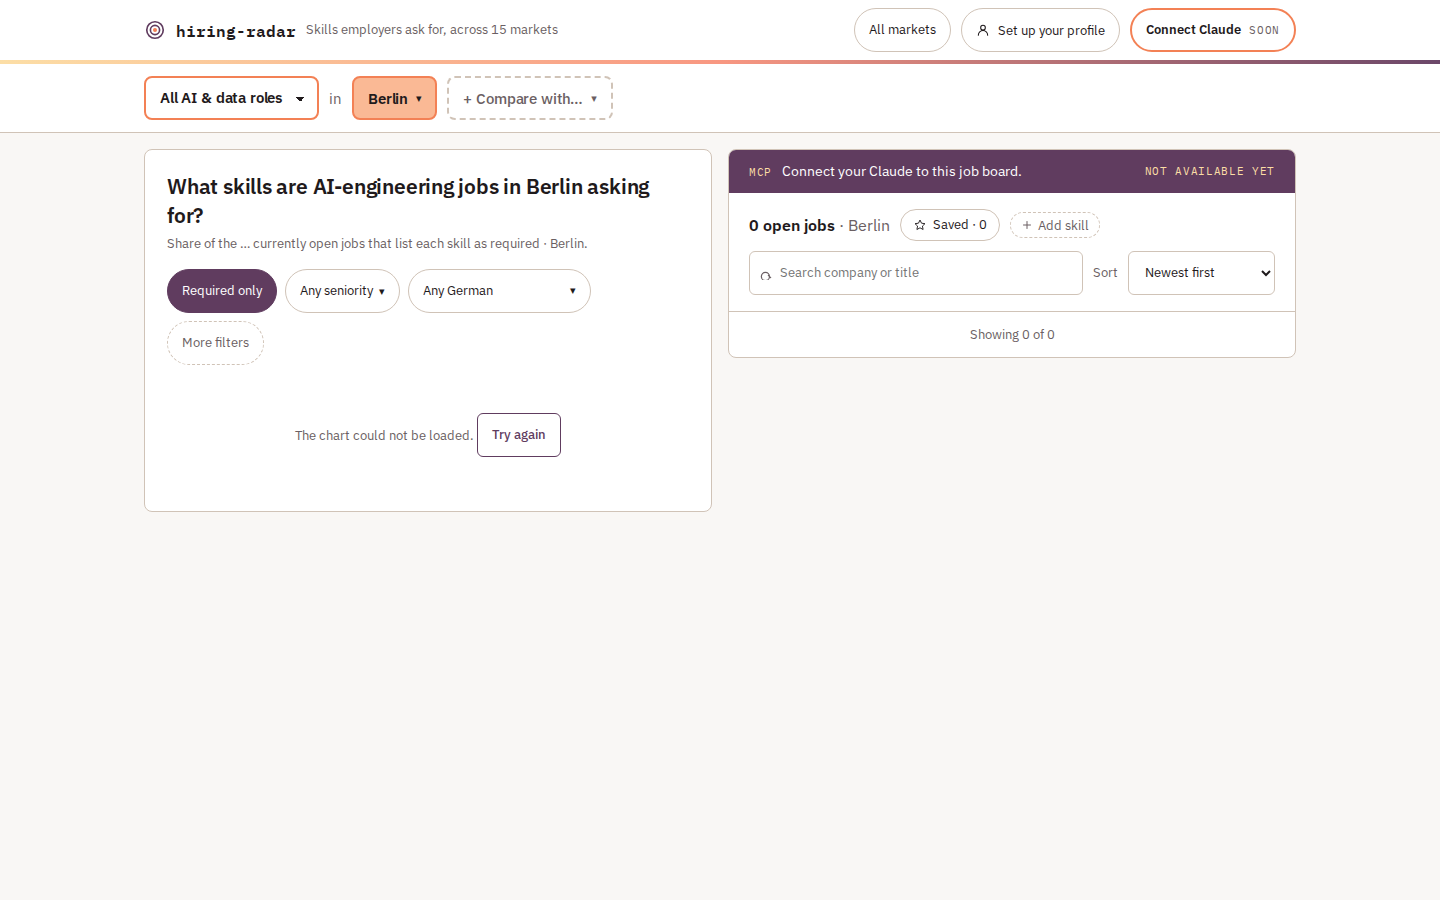 hiring-radar Skills employers ask for, across 15 markets All markets Set up your profile Connect Claude SOON
All AI & data roles in Berlin + Compare with...
What skills are AI-engineering jobs in Berlin asking
for?
Share of the ... currently open jobs that list each skill as required · Berlin.
Required only Any seniority Any German
More filters
The chart could not be loaded. Try again
MCP Connect your Claude to this job board. NOT AVAILABLE YET
0 open jobs · Berlin Saved · 0 + Add skill
Search company or title Sort Newest first
Showing 0 of 0